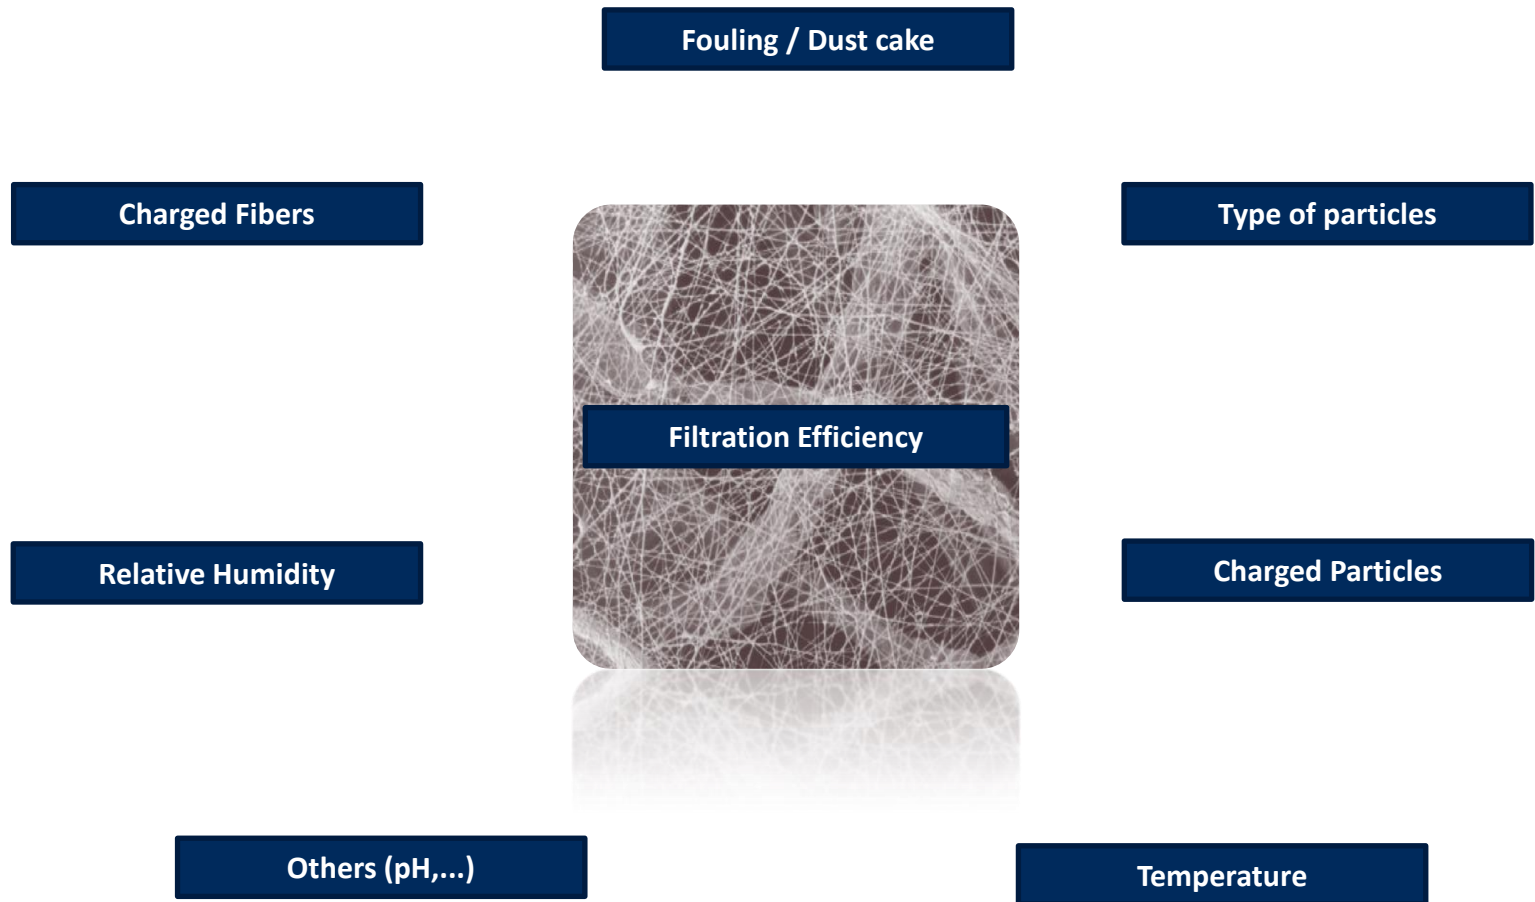 Fouling / Dust cake
Charged Fibers
Type of particles
Filtration Efficiency
Relative Humidity
Charged Particles
Others (pH,...)
Temperature